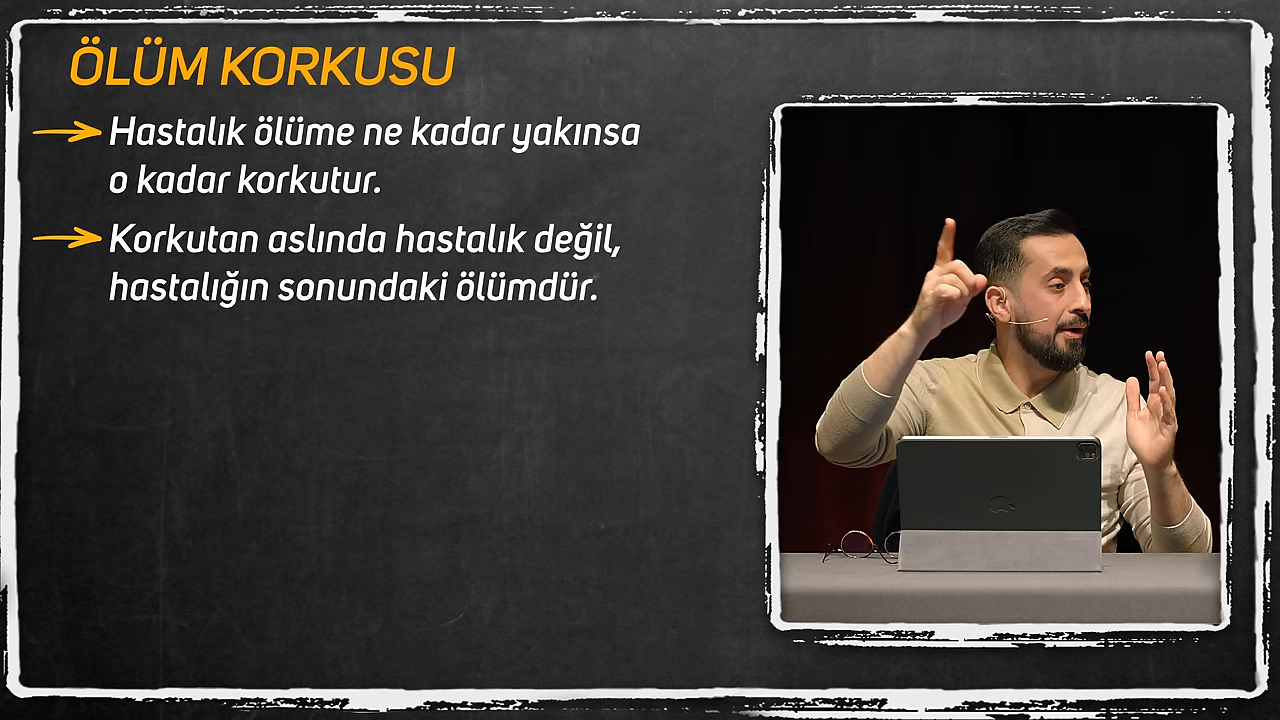 ÖLÜM KORKUSU
Hastalık ölüme ne kadar yakınsa
o kadar korkutur.
Korkutan aslında hastalık değil,
hastalığın sonundaki ölümdür.